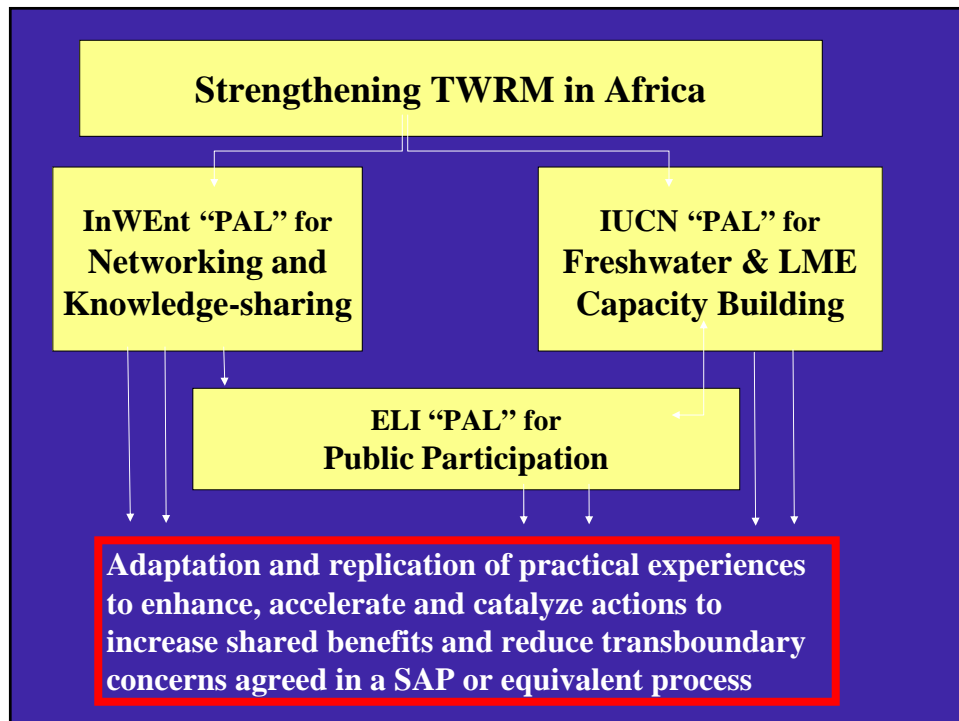 Strengthening TWRM in Africa
InWEnt “PAL” for
Networking and
Knowledge-sharing
IUCN “PAL” for
Freshwater & LME
Capacity Building
ELI “PAL” for
Public Participation
Adaptation and replication of practical experiences
to enhance, accelerate and catalyze actions to
increase shared benefits and reduce transboundary
concerns agreed in a SAP or equivalent process